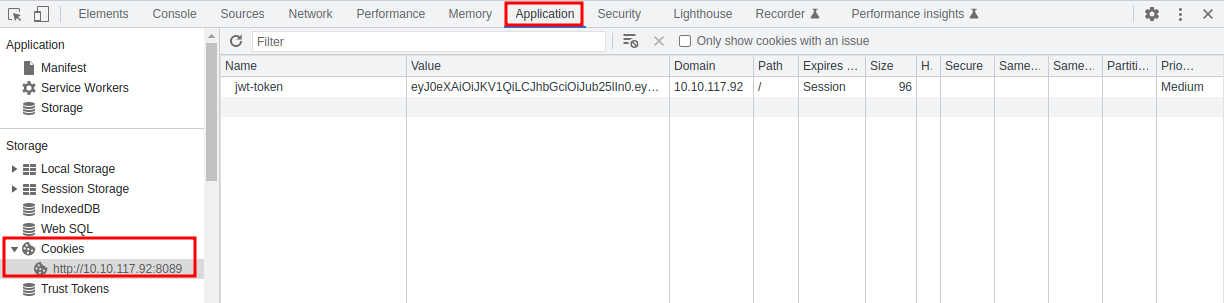 Elements Console Sources Network Performance Memory Application Security Lighthouse Recorder Performance insights
Application
Manifest
Service Workers
Storage
Storage
Local Storage
Session Storage
IndexedDB
Web SQL
Cookies
http://10.10.117.92:8089
Trust Tokens
Filter Only show cookies with an issue
Name Value Domain Path Expires ... Size H. Secure Same... Same... Partiti... Prio...
jwt-token eyJ0eXAiOiJKV1QiLCJhbGciOiJub25lIn0.ey... 10.10.117.92 / Session 96 Medium